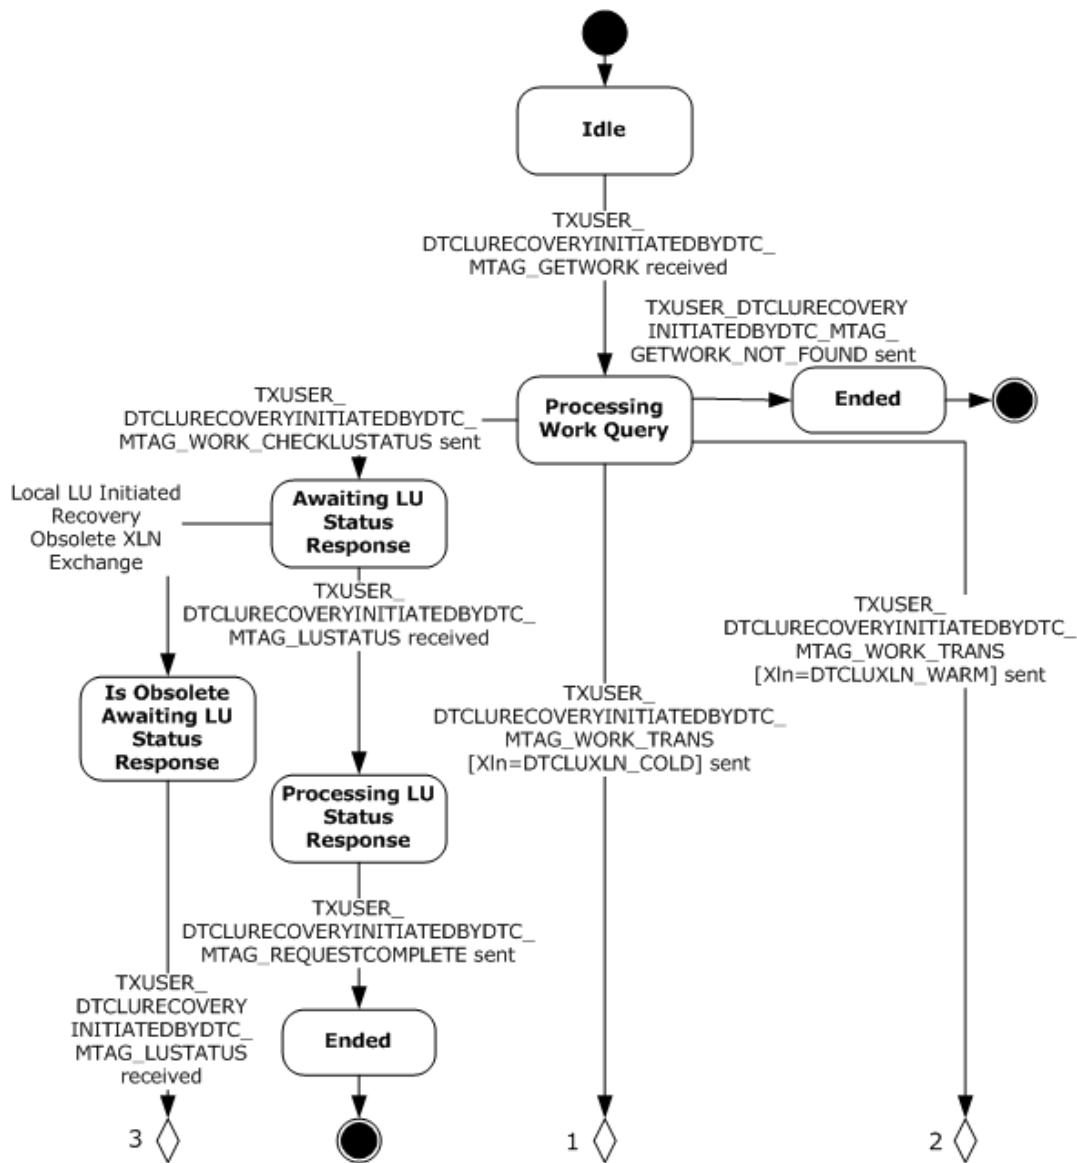 Idle
TXUSER_
DTCLURECOVERYINITIATEDBYDTC_
MTAG_GETWORK received
TXUSER_DTCLURECOVERY
INITIATEDBYDTC_MTAG_
GETWORK_NOT_FOUND sent
Processing
Work Query
Ended
TXUSER_
DTCLURECOVERYINITIATEDBYDTC_
MTAG_WORK_CHECKLUSTATUS sent
Local LU Initiated
Recovery
Obsolete XLN
Exchange
Awaiting LU
Status
Response
TXUSER_
DTCLURECOVERYINITIATEDBYDTC_
MTAG_LUSTATUS received
TXUSER_
DTCLURECOVERYINITIATEDBYDTC_
MTAG_WORK_TRANS
[Xln=DTCLUXLN_WARM] sent
Is Obsolete
Awaiting LU
Status
Response
TXUSER_
DTCLURECOVERYINITIATEDBYDTC_
MTAG_WORK_TRANS
[Xln=DTCLUXLN_COLD] sent
Processing LU
Status
Response
TXUSER_
DTCLURECOVERYINITIATEDBYDTC_
MTAG_REQUESTCOMPLETE sent
TXUSER_
DTCLURECOVERY
INITIATEDBYDTC_
MTAG_LUSTATUS
received
Ended
3
1
2